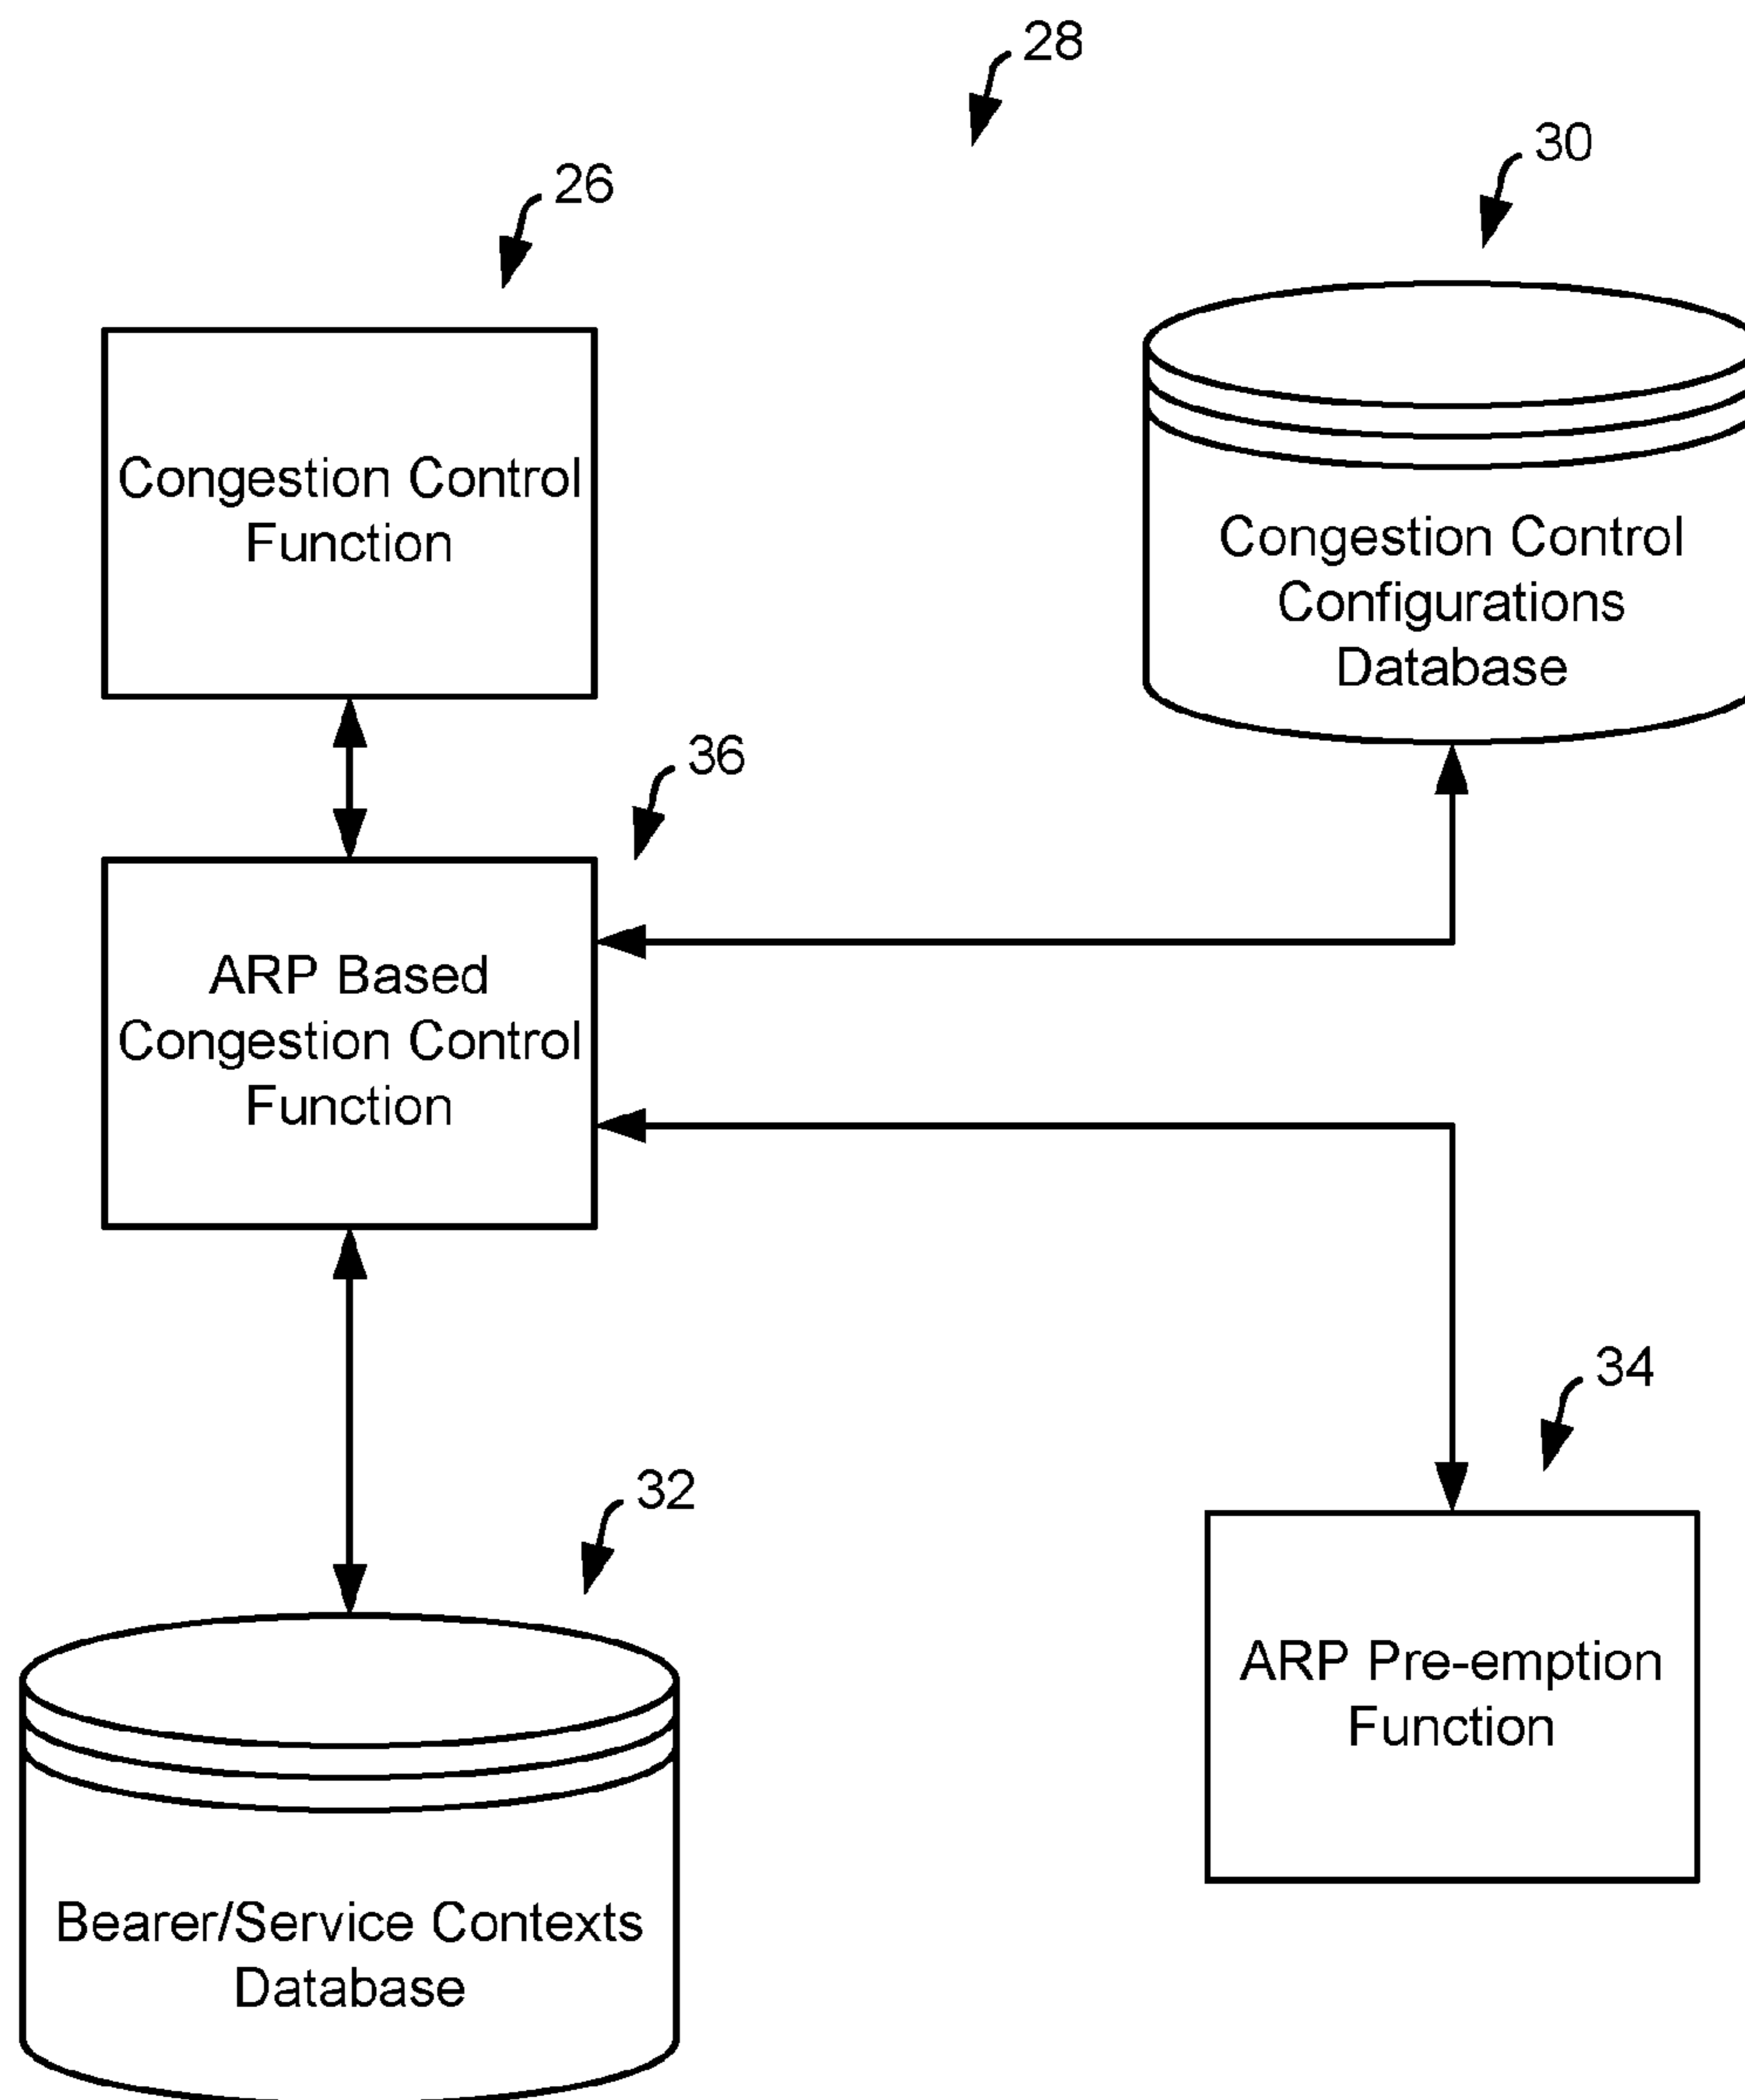 28
30
26
Congestion Control
Function
Congestion Control
Configurations
Database
36
ARP Based
Congestion Control
Function
34
32
ARP Pre-emption
Function
Bearer/Service Contexts
Database